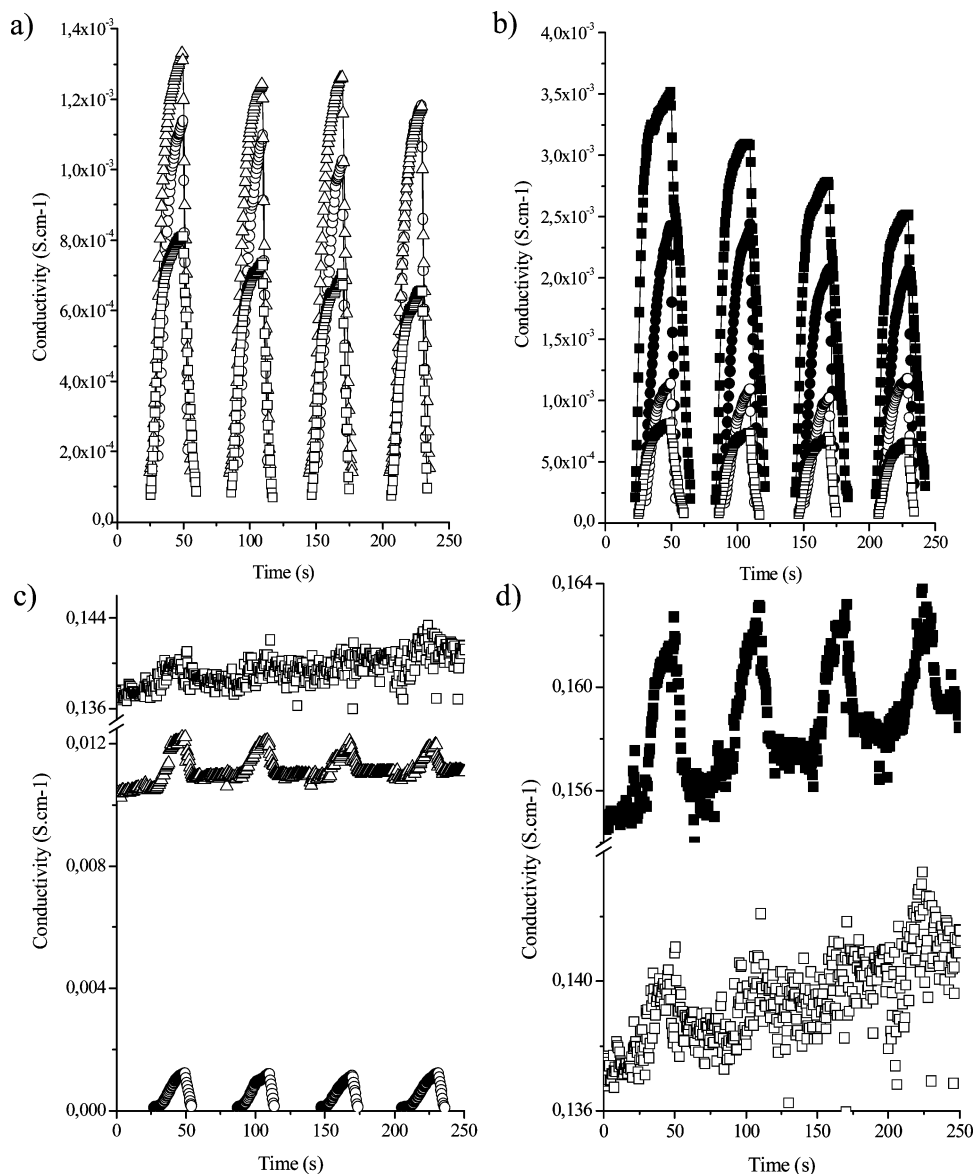 a)
1,4x10-3
1,2x10-3
1,0x10-3
8,0x10-4
6,0x10-4
4,0x10-4
2,0x10-4
0,0
Conductivity (S.cm-1)
0 50 100 150 200 250
Time (s)
b)
4,0x10-3
3,5x10-3
3,0x10-3
2,5x10-3
2,0x10-3
1,5x10-3
1,0x10-3
5,0x10-4
0,0
Conductivity (S.cm-1)
0 50 100 150 200 250
Time (s)
c)
0,144
0,136
0,012
0,008
0,004
0,000
Conductivity (S.cm-1)
0 50 100 150 200 250
Time (s)
d)
0,164
0,160
0,156
0,140
0,136
Conductivity (S.cm-1)
0 50 100 150 200 250
Time (s)